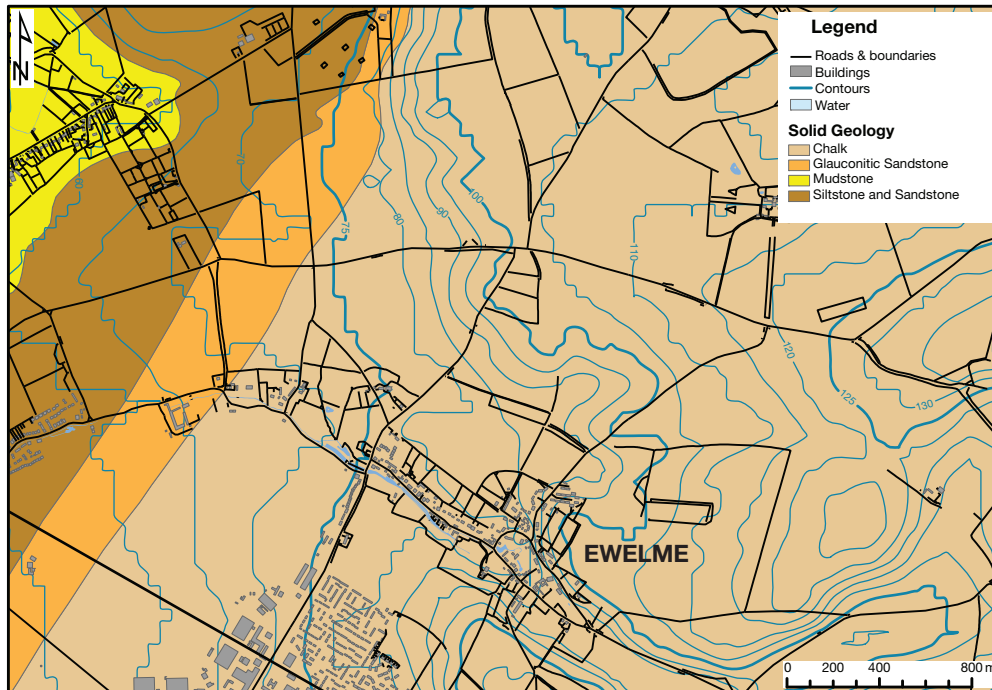 N
Legend
Roads & boundaries
Buildings
Contours
Water
Solid Geology
Chalk
Glauconitic Sandstone
Mudstone
Siltstone and Sandstone
60
70
75
80
90
100
110
120
125
130
EWELME
0 200 400 800 m